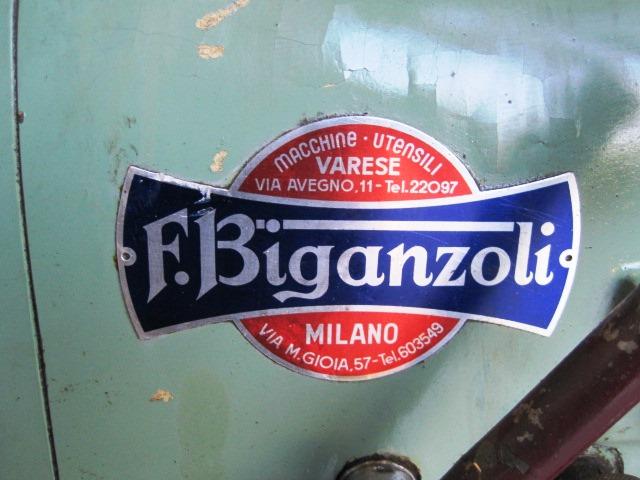 MACCHINE · UTENSILI
VARESE
VIA AVEGNO, 11 - Tel. 22097
F. Biganzoli
MILANO
VIA M. GIOIA, 57 - Tel. 603549